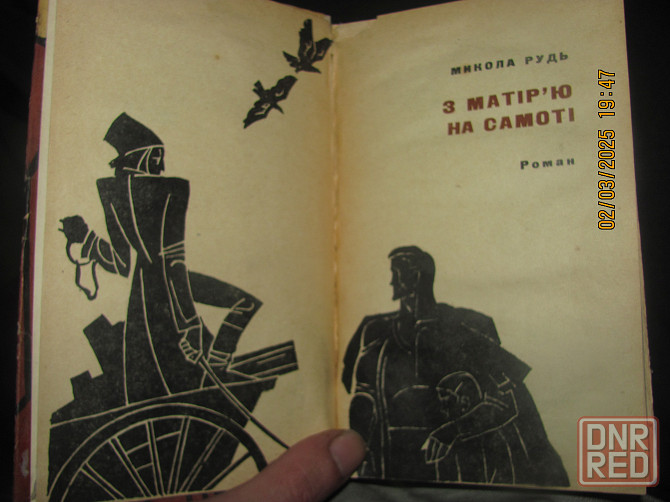 МИКОЛА РУДЬ
З МАТІР'Ю
НА САМОТІ
Роман
02/03/2025 19:47
DNR
RED